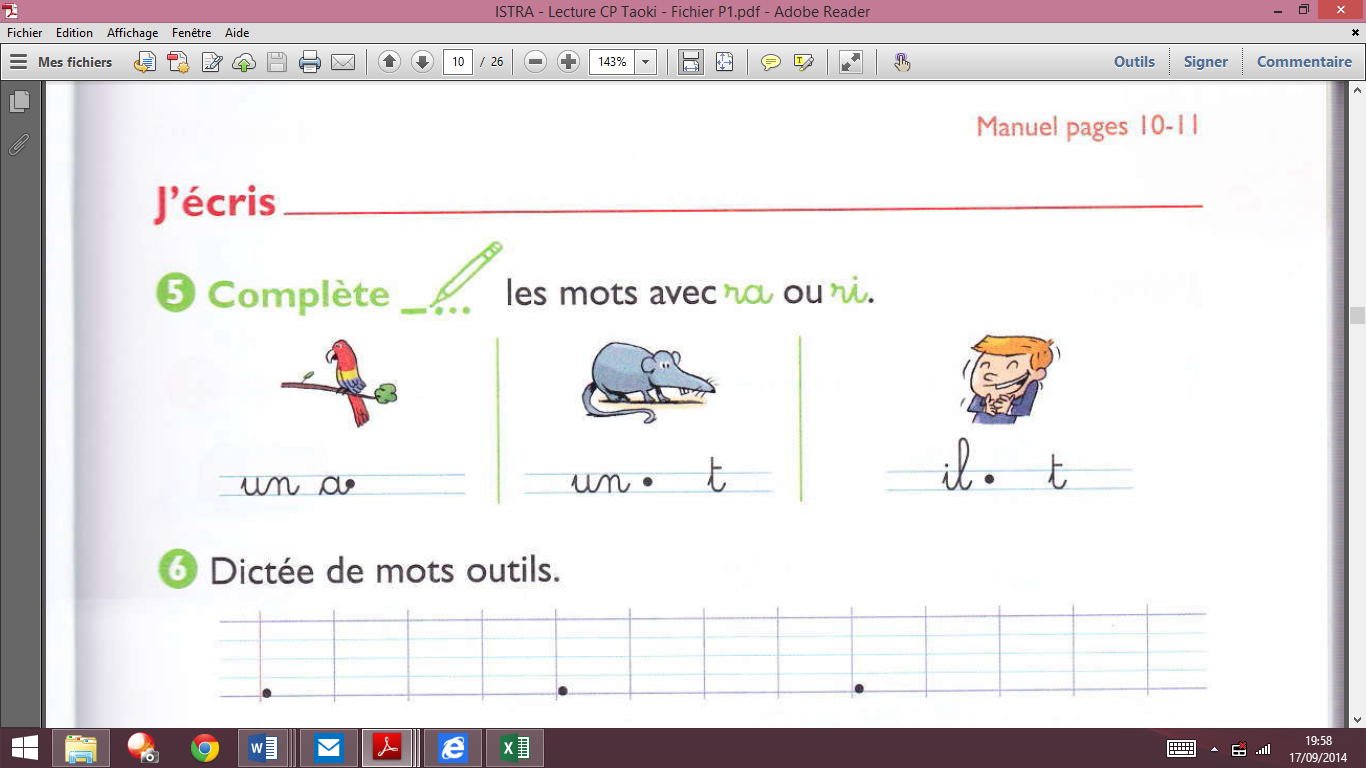 ISTRA - Lecture CP Taoki - Fichier P1.pdf - Adobe Reader
Fichier Edition Affichage Fenêtre Aide
Mes fichiers 10 / 26 143% Outils Signer Commentaire
Manuel pages 10-11
J'écris
5 Complète les mots avec ra ou ri.
un a• un • t il • t
6 Dictée de mots outils.
19:58
17/09/2014